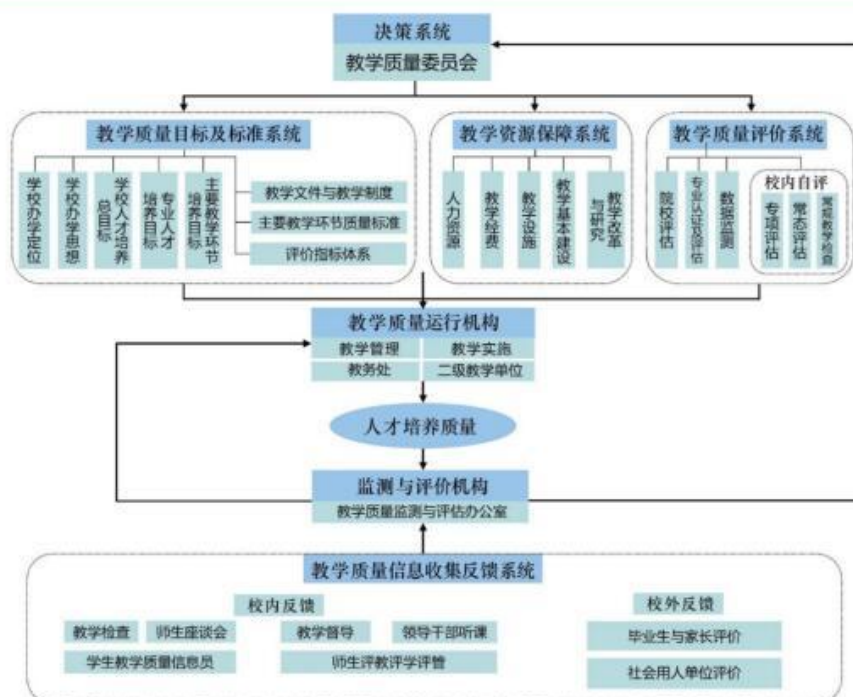 决策系统
教学质量委员会
教学质量目标及标准系统
学校办学定位
学校办学思想
学校人才培养
总目标
专业人才
培养目标
主要教学环节
培养目标
教学文件与教学制度
主要教学环节质量标准
评价指标体系
教学资源保障系统
人力资源
教学经费
教学设施
教学基本建设
教学改革
与研究
教学质量评价系统
院校评估
专业认证及评估
数据监测
校内自评
专项评估
常态评估
常规教学检查
教学质量运行机构
教学管理
教学实施
教务处
二级教学单位
人才培养质量
监测与评价机构
教学质量监测与评估办公室
教学质量信息收集反馈系统
校内反馈
教学检查
师生座谈会
教学督导
领导干部听课
学生教学质量信息员
师生评教评学评管
校外反馈
毕业生与家长评价
社会用人单位评价